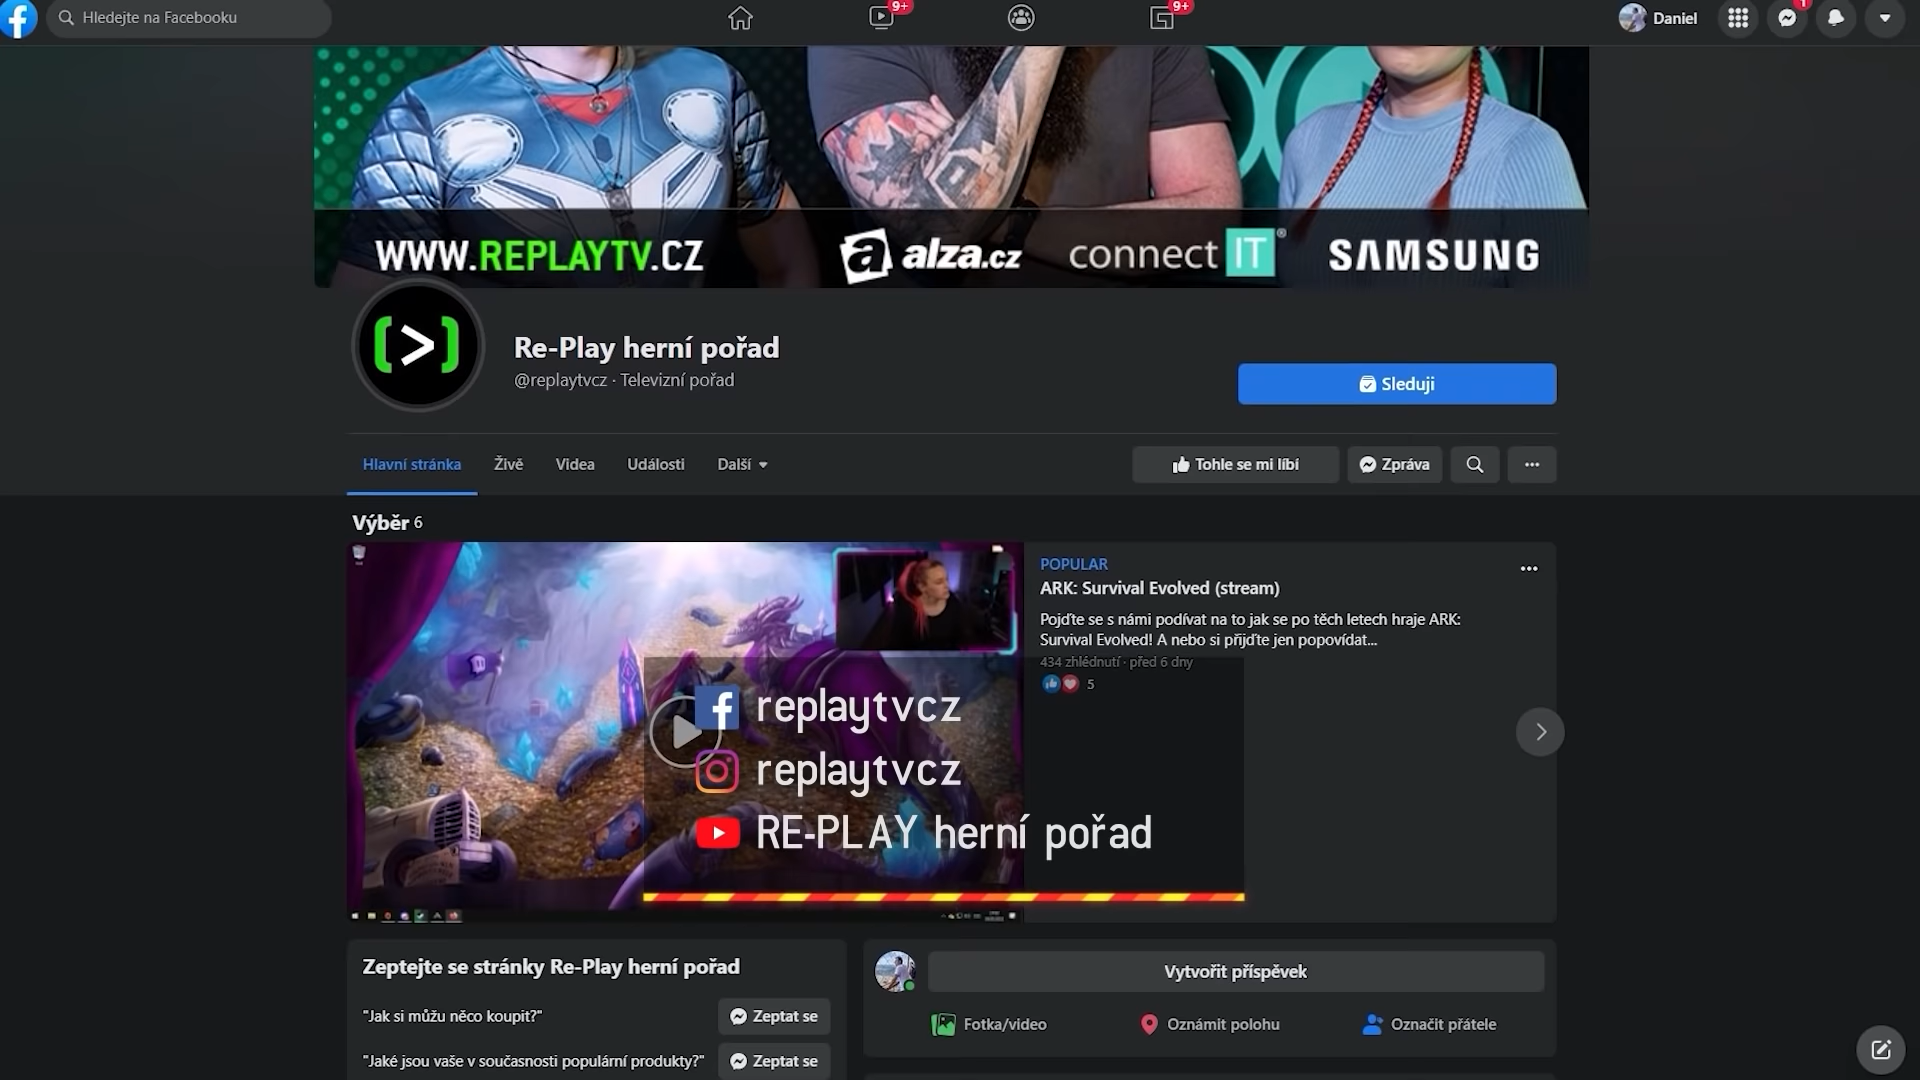 Hledejte na Facebooku
9+
9+
Daniel
1
WWW.REPLAYTV.CZ
a alza.cz
connect IT®
SAMSUNG
Re-Play herní pořad
@replaytvcz · Televizní pořad
Sleduji
Hlavní stránka
Živě
Videa
Události
Další
Tohle se mi líbí
Zpráva
Výběr 6
POPULAR
ARK: Survival Evolved (stream)
Pojďte se s námi podívat na to jak se po těch letech hraje ARK:
Survival Evolved! A nebo si přijďte jen popovídat...
434 zhlédnutí · před 6 dny
5
replaytvcz
replaytvcz
RE-PLAY herní pořad
Zeptejte se stránky Re-Play herní pořad
"Jak si můžu něco koupit?"
Zeptat se
"Jaké jsou vaše v současnosti populární produkty?"
Zeptat se
Vytvořit příspěvek
Fotka/video
Oznámit polohu
Označit přátele